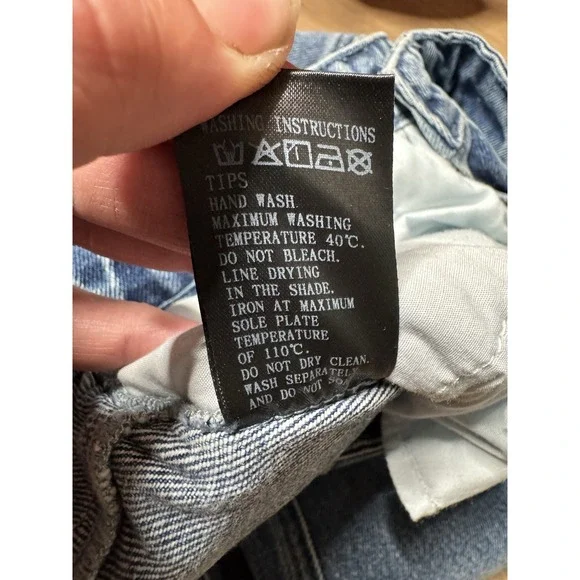 WASHING INSTRUCTIONS
TIPS
HAND WASH.
MAXIMUM WASHING
TEMPERATURE 40℃.
DO NOT BLEACH.
LINE DRYING
IN THE SHADE.
IRON AT MAXIMUM
SOLE PLATE
TEMPERATURE
OF 110℃.
DO NOT DRY CLEAN.
WASH SEPARATELY
AND DO NOT